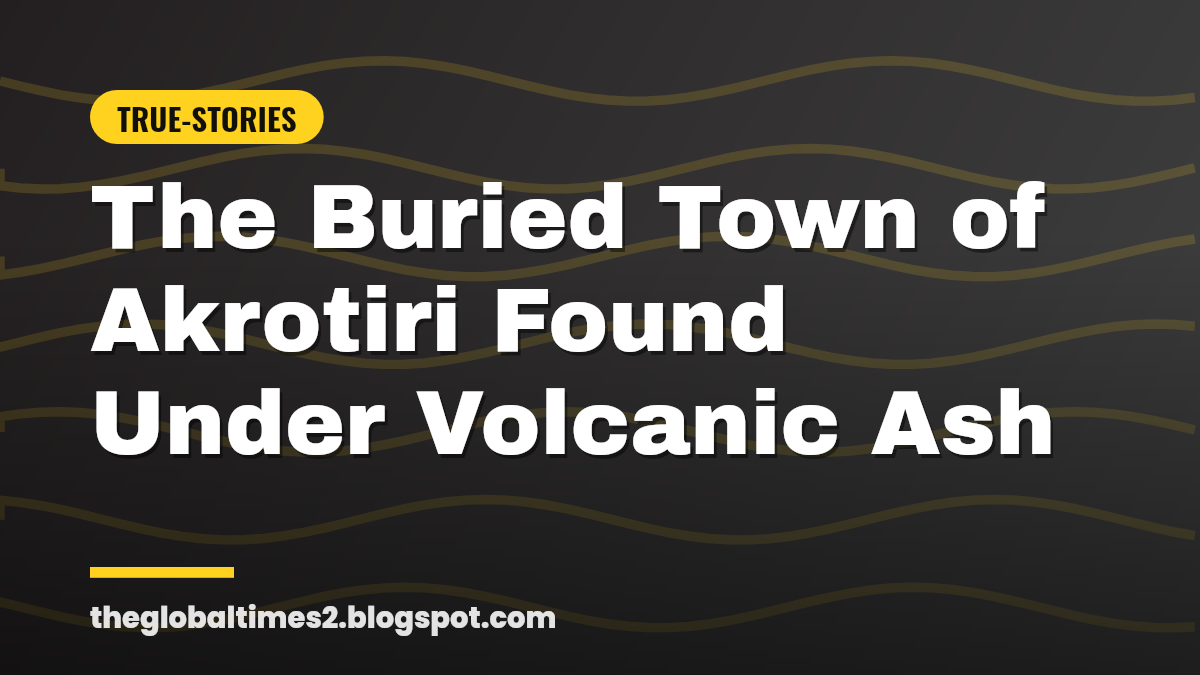 TRUE-STORIES
The Buried Town of
Akrotiri Found
Under Volcanic Ash
theglobaltimes2.blogspot.com